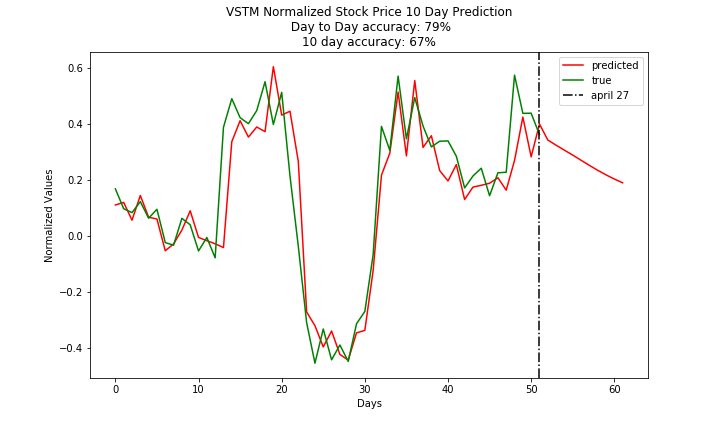 VSTM Normalized Stock Price 10 Day Prediction
Day to Day accuracy: 79%
10 day accuracy: 67%
predicted
true
april 27
Normalized Values
0.6
0.4
0.2
0.0
−0.2
−0.4
0 10 20 30 40 50 60
Days